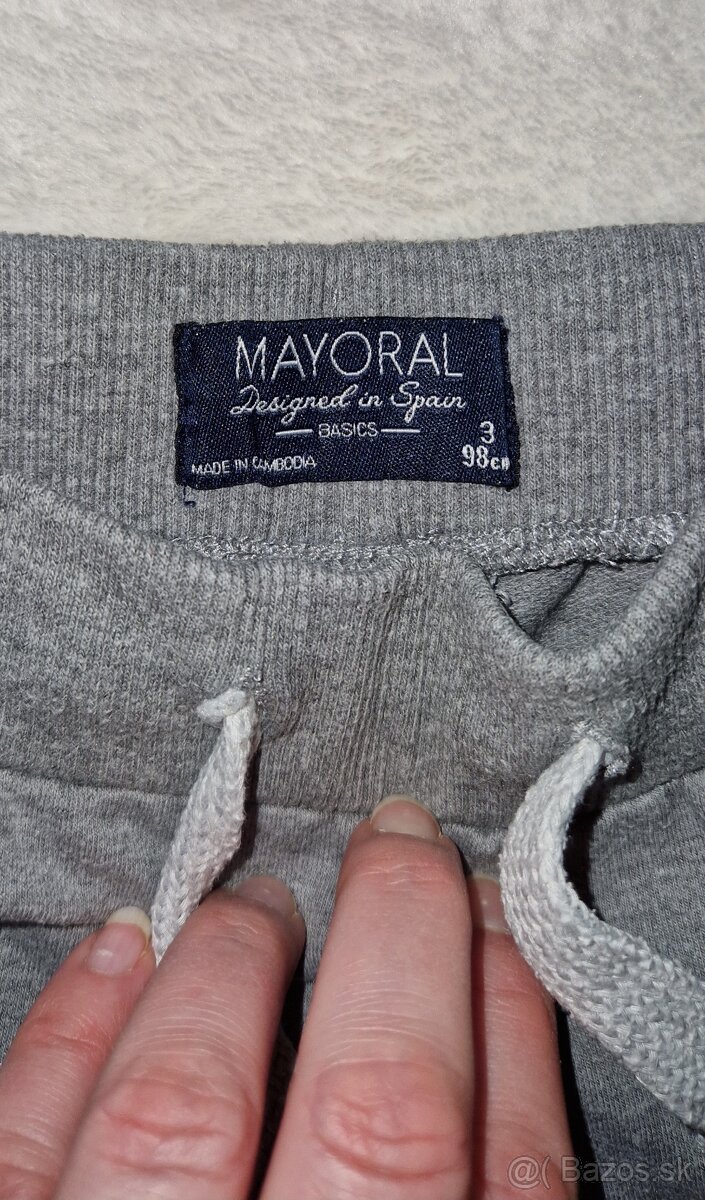 MAYORAL
Designed in Spain
BASICS
3
MADE IN CAMBODIA
98cm
@( Bazos.sk